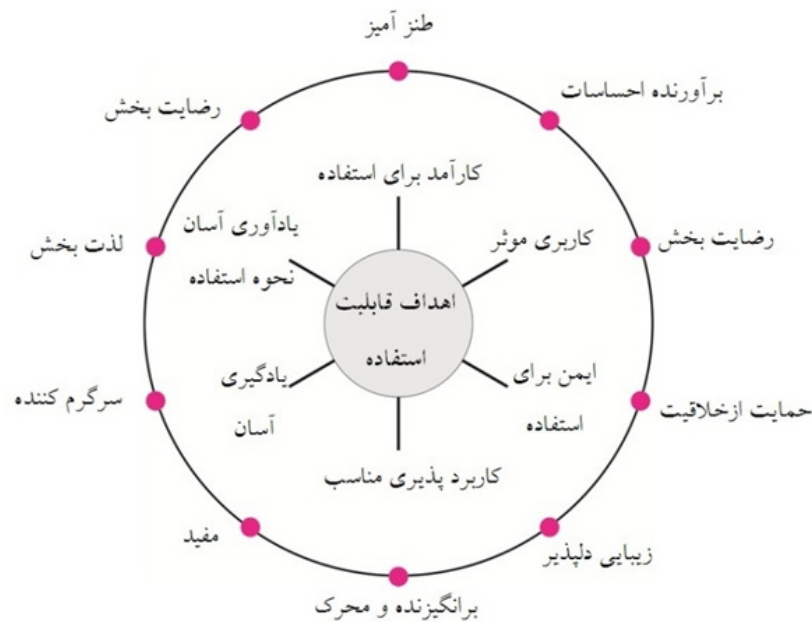 طنز آمیز
برآورنده احساسات
رضایت بخش
رضایت بخش
لذت بخش
حمایت ازخلاقیت
سرگرم کننده
زیبایی دلپذیر
مفید
برانگیزنده و محرک
کارآمد برای استفاده
کاربری موثر
یادآوری آسان
نحوه استفاده
اهداف قابلبت
استفاده
ایمن برای
استفاده
یادگیری
آسان
کاربرد پذیری مناسب